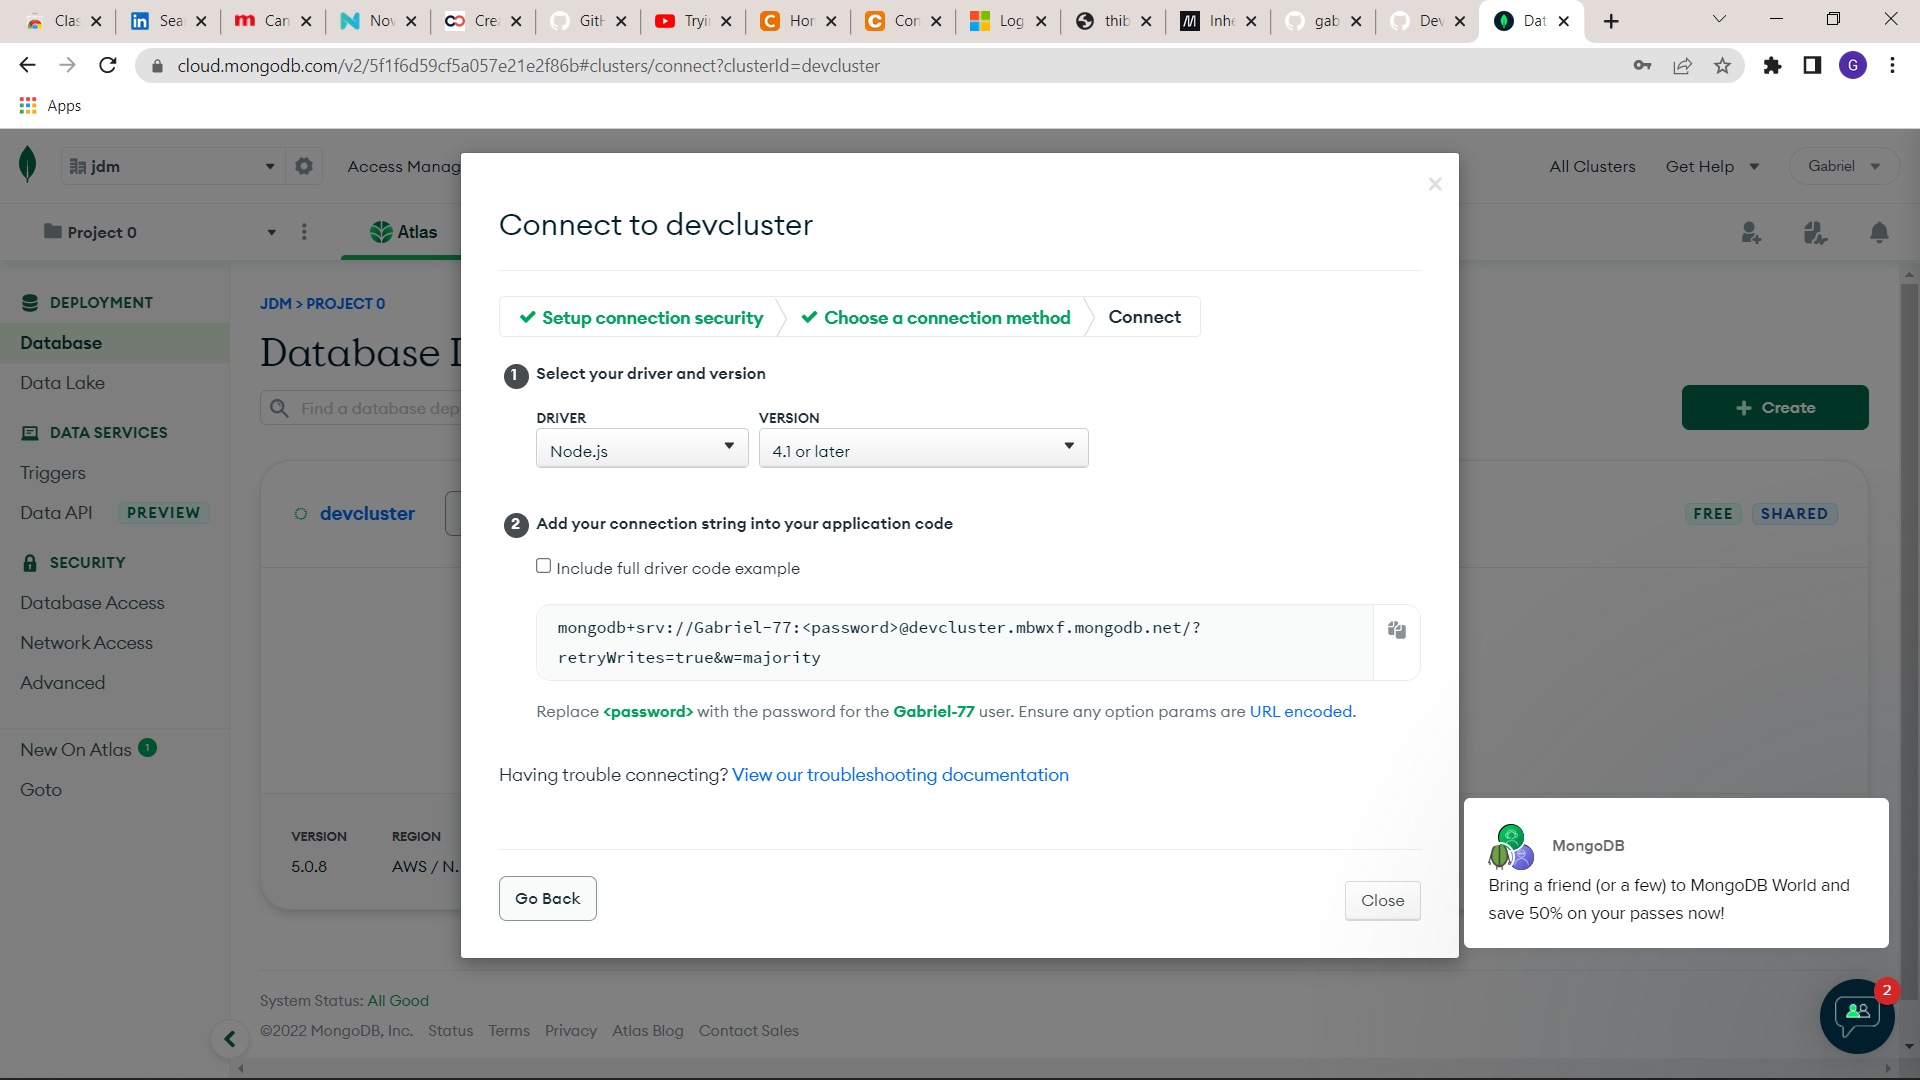 Clas
Sear
Can
Nov
Crea
GitH
Tryin
Hom
Con
Log
thib
Inhe
gab
Dev
Dat
cloud.mongodb.com/v2/5f1f6d59cf5a057e21e2f86b#clusters/connect?clusterId=devcluster
G
Apps
jdm
Access Manag
All Clusters
Get Help
Gabriel
Project 0
Atlas
DEPLOYMENT
Database
Data Lake
DATA SERVICES
Triggers
Data API PREVIEW
SECURITY
Database Access
Network Access
Advanced
New On Atlas 1
Goto
JDM > PROJECT 0
Database D
Find a database dep
+ Create
devcluster
FREE SHARED
VERSION REGION
5.0.8 AWS / N.
Connect to devcluster
Setup connection security
Choose a connection method
Connect
1 Select your driver and version
DRIVER VERSION
Node.js 4.1 or later
2 Add your connection string into your application code
Include full driver code example
mongodb+srv://Gabriel-77:<password>@devcluster.mbwxf.mongodb.net/?
retryWrites=true&w=majority
Replace <password> with the password for the Gabriel-77 user. Ensure any option params are URL encoded.
Having trouble connecting? View our troubleshooting documentation
Go Back
Close
MongoDB
Bring a friend (or a few) to MongoDB World and
save 50% on your passes now!
2
System Status: All Good
©2022 MongoDB, Inc. Status Terms Privacy Atlas Blog Contact Sales